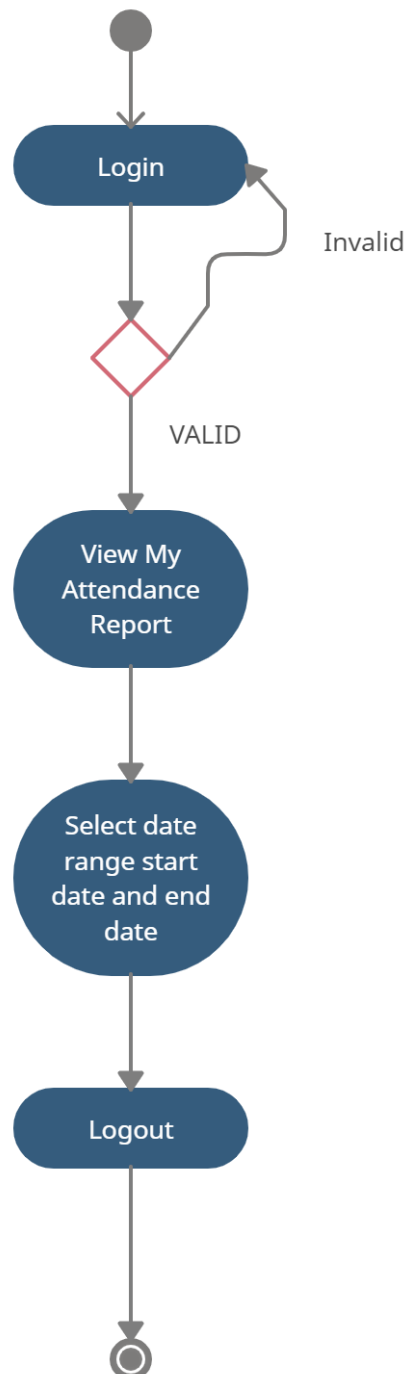 Login
Invalid
VALID
View My
Attendance
Report
Select date
range start
date and end
date
Logout